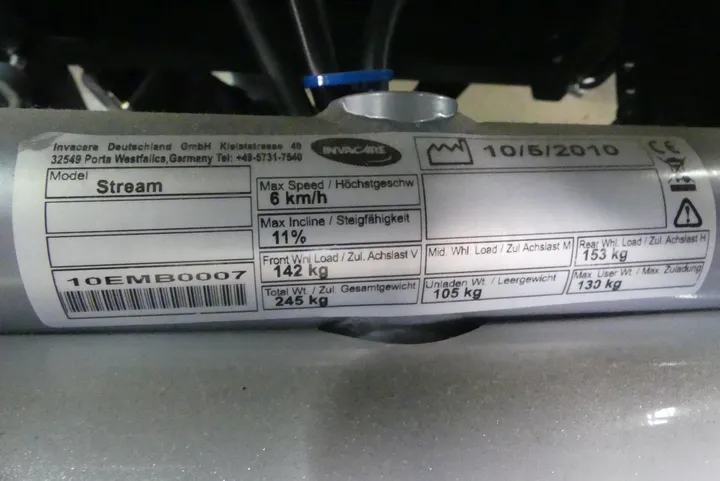 Invacare Deutschland GmbH Kleiststrasse 49
32549 Porta Westfalica,Germany Tel: +49-5731-7540
INVACARE
10/5/2010
CE
Model
Stream
Max Speed / Höchstgeschw
6 km/h
Max Incline / Steigfähigkeit
11%
Front Whl Load / Zul. Achslast V
142 kg
Mid. Whl. Load / Zul Achslast M
Rear Whl. Load / Zul. Achslast H
153 kg
10EMB0007
Total Wt. / Zul. Gesamtgewicht
245 kg
Unladen Wt. / Leergewicht
105 kg
Max User Wt / Max. Zuladung
130 kg